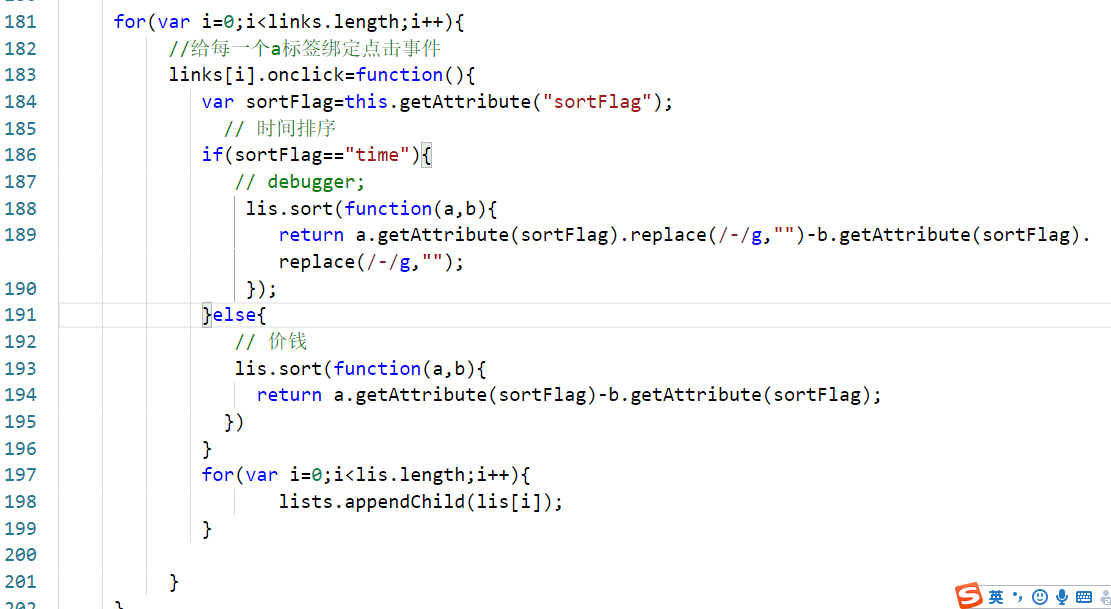 181 for(var i=0;i<links.length;i++){
182 //给每一个a标签绑定点击事件
183 links[i].onclick=function(){
184 var sortFlag=this.getAttribute("sortFlag");
185 // 时间排序
186 if(sortFlag=="time"){
187 // debugger;
188 lis.sort(function(a,b){
189 return a.getAttribute(sortFlag).replace(/-/g,"")-b.getAttribute(sortFlag).
replace(/-/g,"");
190 });
191 }else{
192 // 价钱
193 lis.sort(function(a,b){
194 return a.getAttribute(sortFlag)-b.getAttribute(sortFlag);
195 })
196 }
197 for(var i=0;i<lis.length;i++){
198 lists.appendChild(lis[i]);
199 }
200
201 }
202 }
S 英